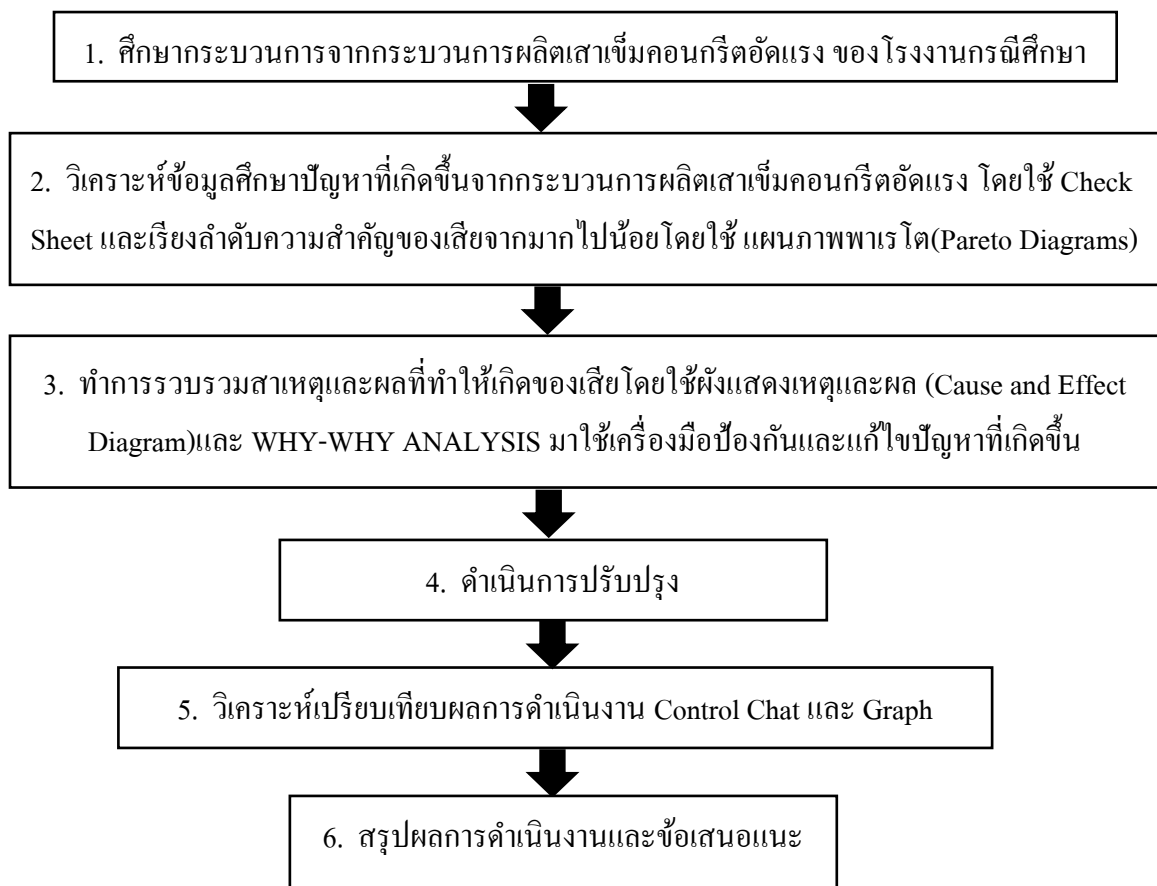 1. ศึกษากระบวนการจากกระบวนการผลิตเสาเข็มคอนกรีตอัดแรง ของโรงงานกรณีศึกษา
2. วิเคราะห์ข้อมูลศึกษาปัญหาที่เกิดขึ้นจากกระบวนการผลิตเสาเข็มคอนกรีตอัดแรง โดยใช้ Check
Sheet และเรียงลำดับความสำคัญของเสียจากมากไปน้อยโดยใช้ แผนภาพพาเรโต(Pareto Diagrams)
3. ทำการรวบรวมสาเหตุและผลที่ทำให้เกิดของเสียโดยใช้ผังแสดงเหตุและผล (Cause and Effect
Diagram)และ WHY-WHY ANALYSIS มาใช้เครื่องมือป้องกันและแก้ไขปัญหาที่เกิดขึ้น
4. ดำเนินการปรับปรุง
5. วิเคราะห์เปรียบเทียบผลการดำเนินงาน Control Chat และ Graph
6. สรุปผลการดำเนินงานและข้อเสนอแนะ